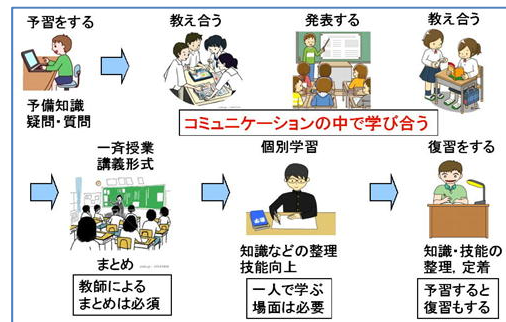 予習をする
教え合う
発表する
教え合う
予備知識
疑問・質問
コミュニケーションの中で学び合う
一斉授業
講義形式
個別学習
復習をする
まとめ
知識などの整理
技能向上
知識・技能の
整理, 定着
教師による
まとめは必須
一人で学ぶ
場面は必要
予習すると
復習もする